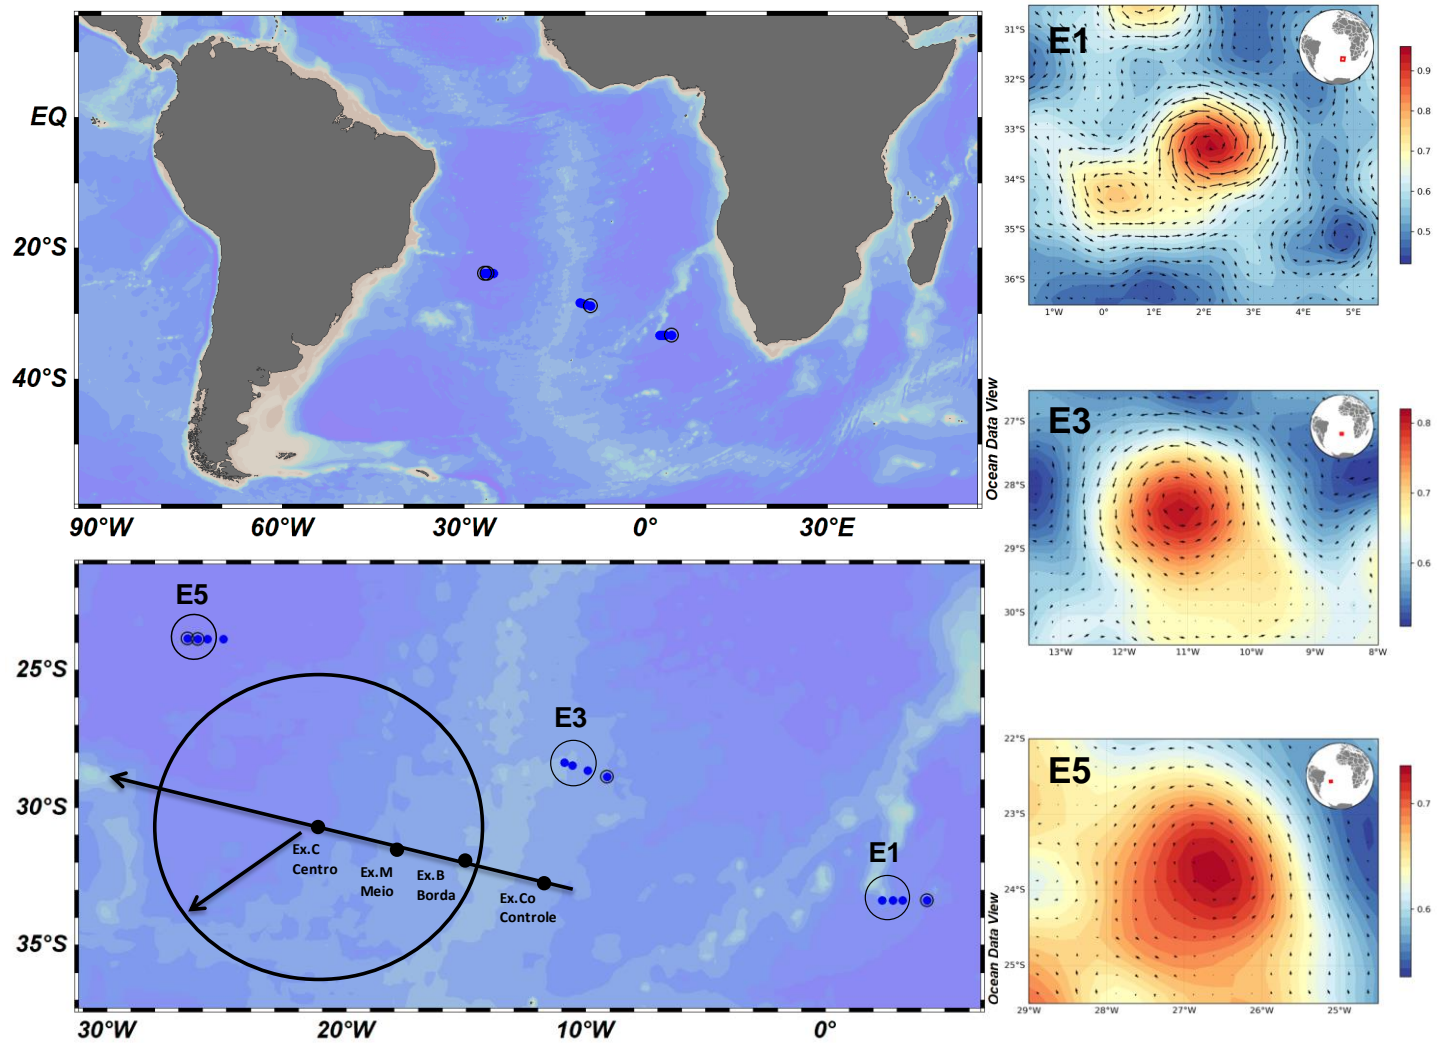 EQ
20°S
40°S
90°W
60°W
30°W
0°
30°E
Ocean Data View
E5
E3
E1
25°S
30°S
35°S
30°W
20°W
10°W
0°
Ex.C
Centro
Ex.M
Meio
Ex.B
Borda
Ex.Co
Controle
Ocean Data View
E1
31°S
32°S
33°S
34°S
35°S
36°S
1°W
0°
1°E
2°E
3°E
4°E
5°E
0.9
0.8
0.7
0.6
0.5
E3
27°S
28°S
29°S
30°S
13°W
12°W
11°W
10°W
9°W
8°W
0.8
0.7
0.6
E5
22°S
23°S
24°S
25°S
29°W
28°W
27°W
26°W
25°W
0.7
0.6